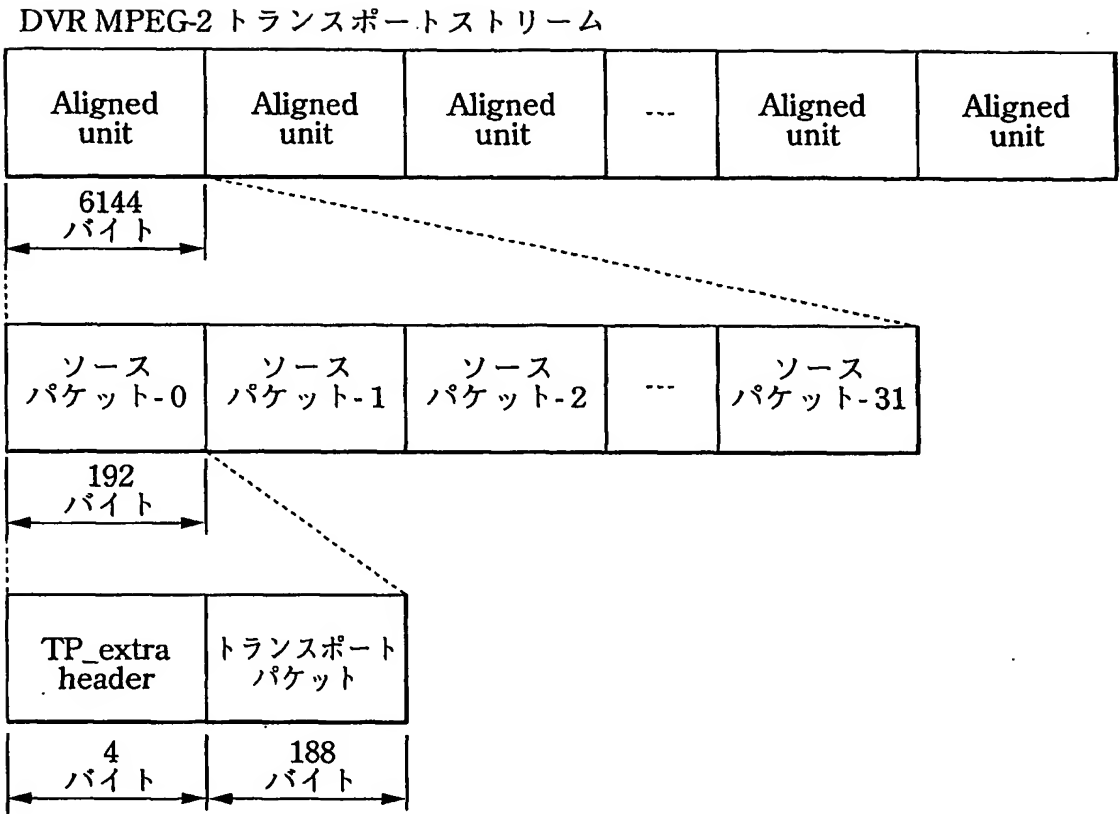 DVR MPEG-2 トランスポートストリーム
Aligned
unit
Aligned
unit
Aligned
unit
---
Aligned
unit
Aligned
unit
6144
バイト
ソース
パケット-0
ソース
パケット-1
ソース
パケット-2
---
ソース
パケット-31
192
バイト
TP_extra
header
トランスポート
パケット
4
バイト
188
バイト